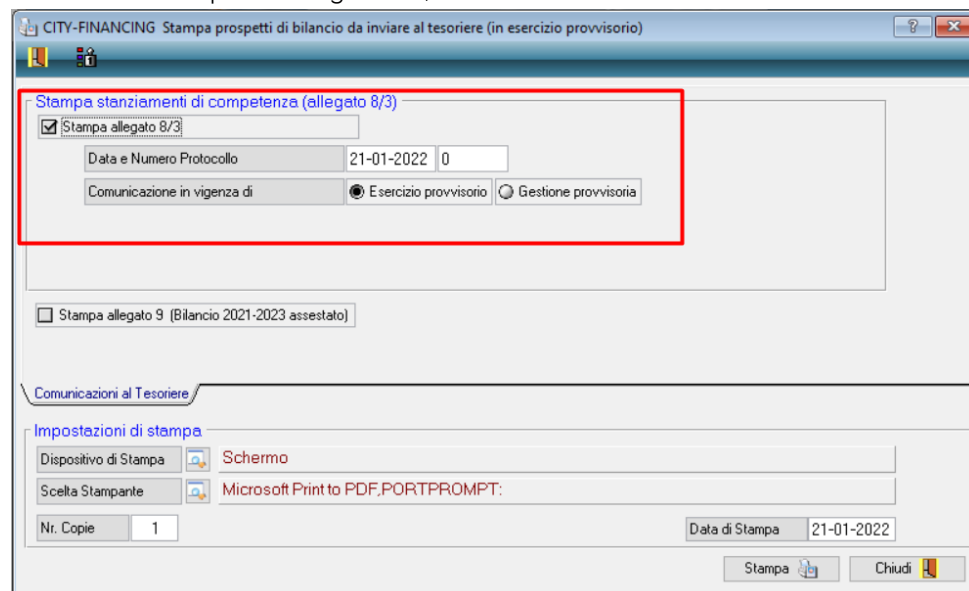 CITY-FINANCING Stampa prospetti di bilancio da inviare al tesoriere (in esercizio provvisorio)
Stampa stanziamenti di competenza (allegato 8/3)
Stampa allegato 8/3
Data e Numero Protocollo 21-01-2022 0
Comunicazione in vigenza di Esercizio provvisorio Gestione provvisoria
Stampa allegato 9 (Bilancio 2021-2023 assestato)
Comunicazioni al Tesoriere
Impostazioni di stampa
Dispositivo di Stampa Schermo
Scelta Stampante Microsoft Print to PDF,PORTPROMPT:
Nr. Copie 1 Data di Stampa 21-01-2022
Stampa Chiudi